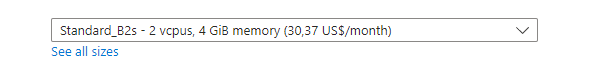 Standard_B2s - 2 vcpus, 4 GiB memory (30,37 US$/month)
See all sizes